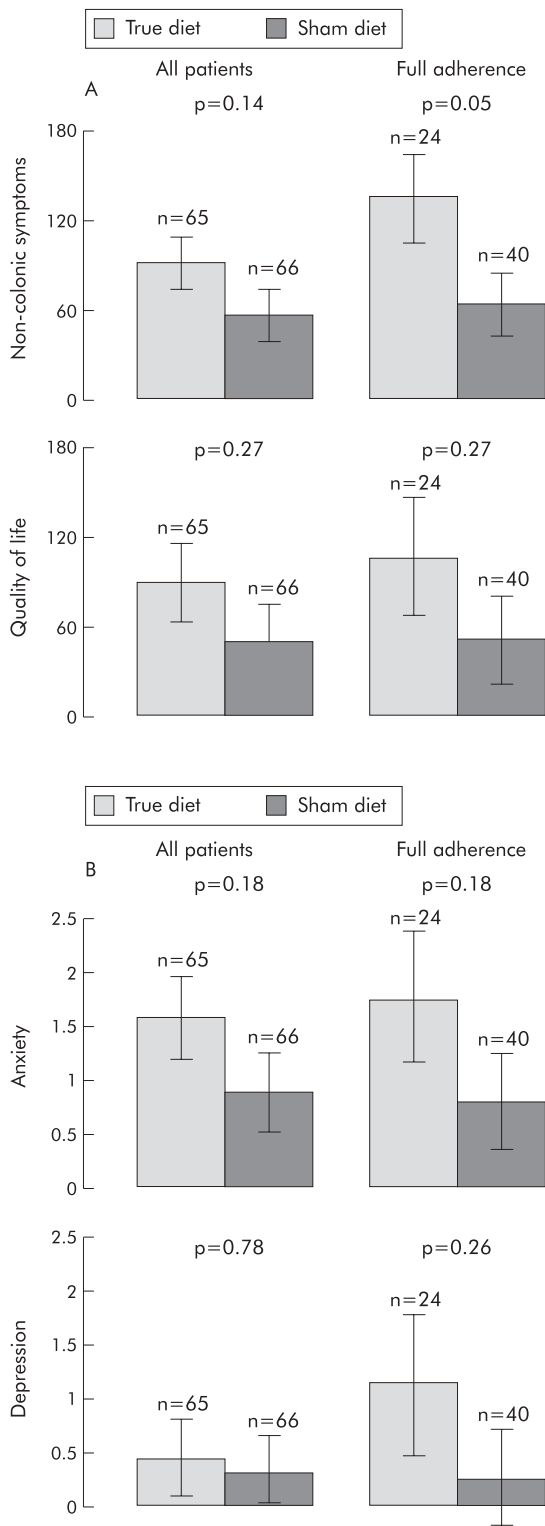 True diet Sham diet
All patients Full adherence
A
p=0.14 p=0.05
n=24
180
n=65
n=40
n=66
120
60
0
Non-colonic symptoms
180
p=0.27 p=0.27
n=24
n=65
n=40
n=66
120
60
0
Quality of life
True diet Sham diet
All patients Full adherence
B
p=0.18 p=0.18
2.5
n=24
n=65
2
n=66
n=40
1.5
1
0.5
0
Anxiety
2.5
p=0.78 p=0.26
2
n=24
1.5
n=65
n=66
n=40
1
0.5
0
Depression